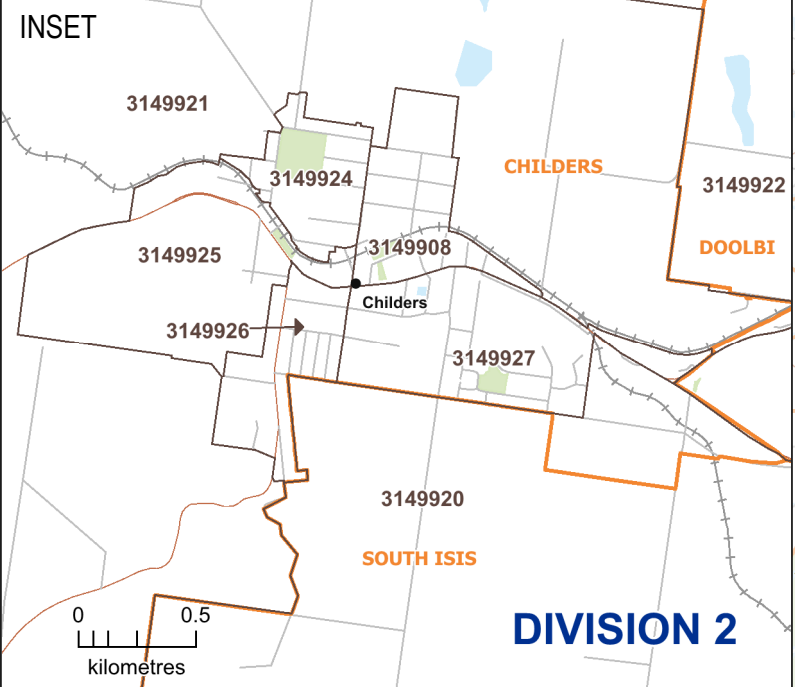 INSET
3149921
CHILDERS
3149924
3149922
3149908
DOOLBI
3149925
Childers
3149926
3149927
3149920
SOUTH ISIS
0 0.5
kilometres
DIVISION 2